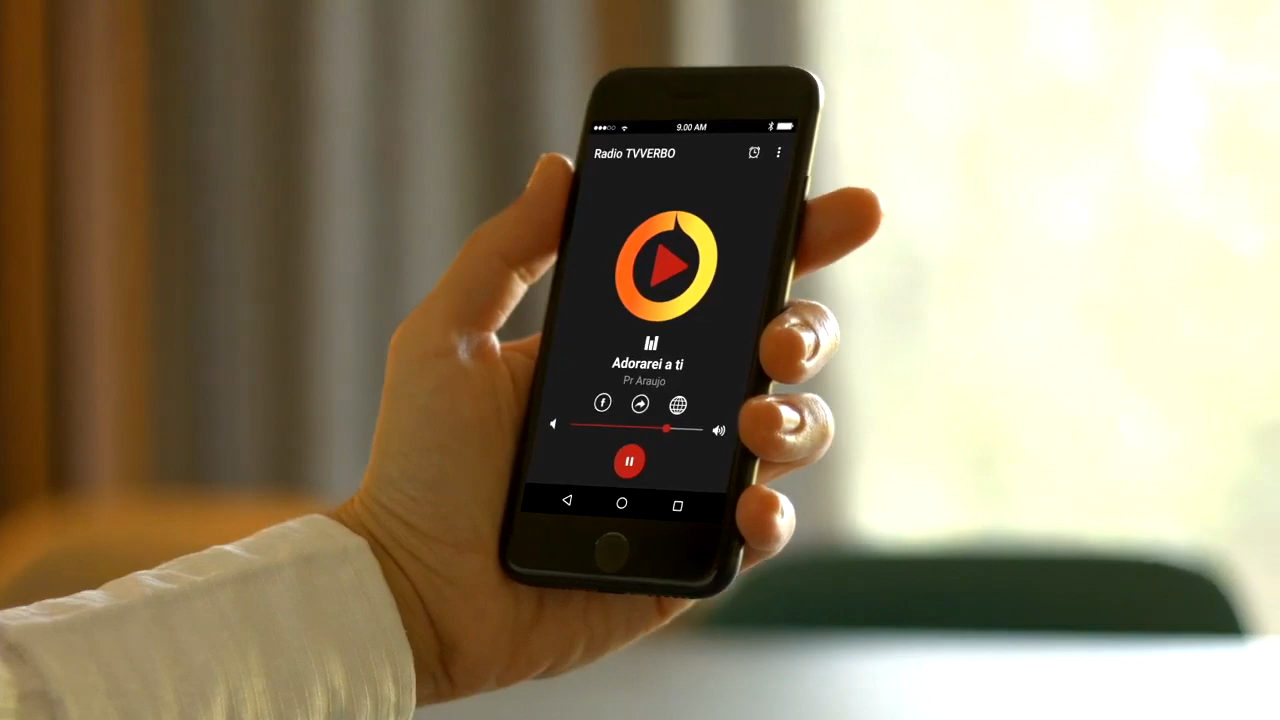 9.00 AM
Radio TVVERBO
Adorarei a ti
Pr Araujo
f